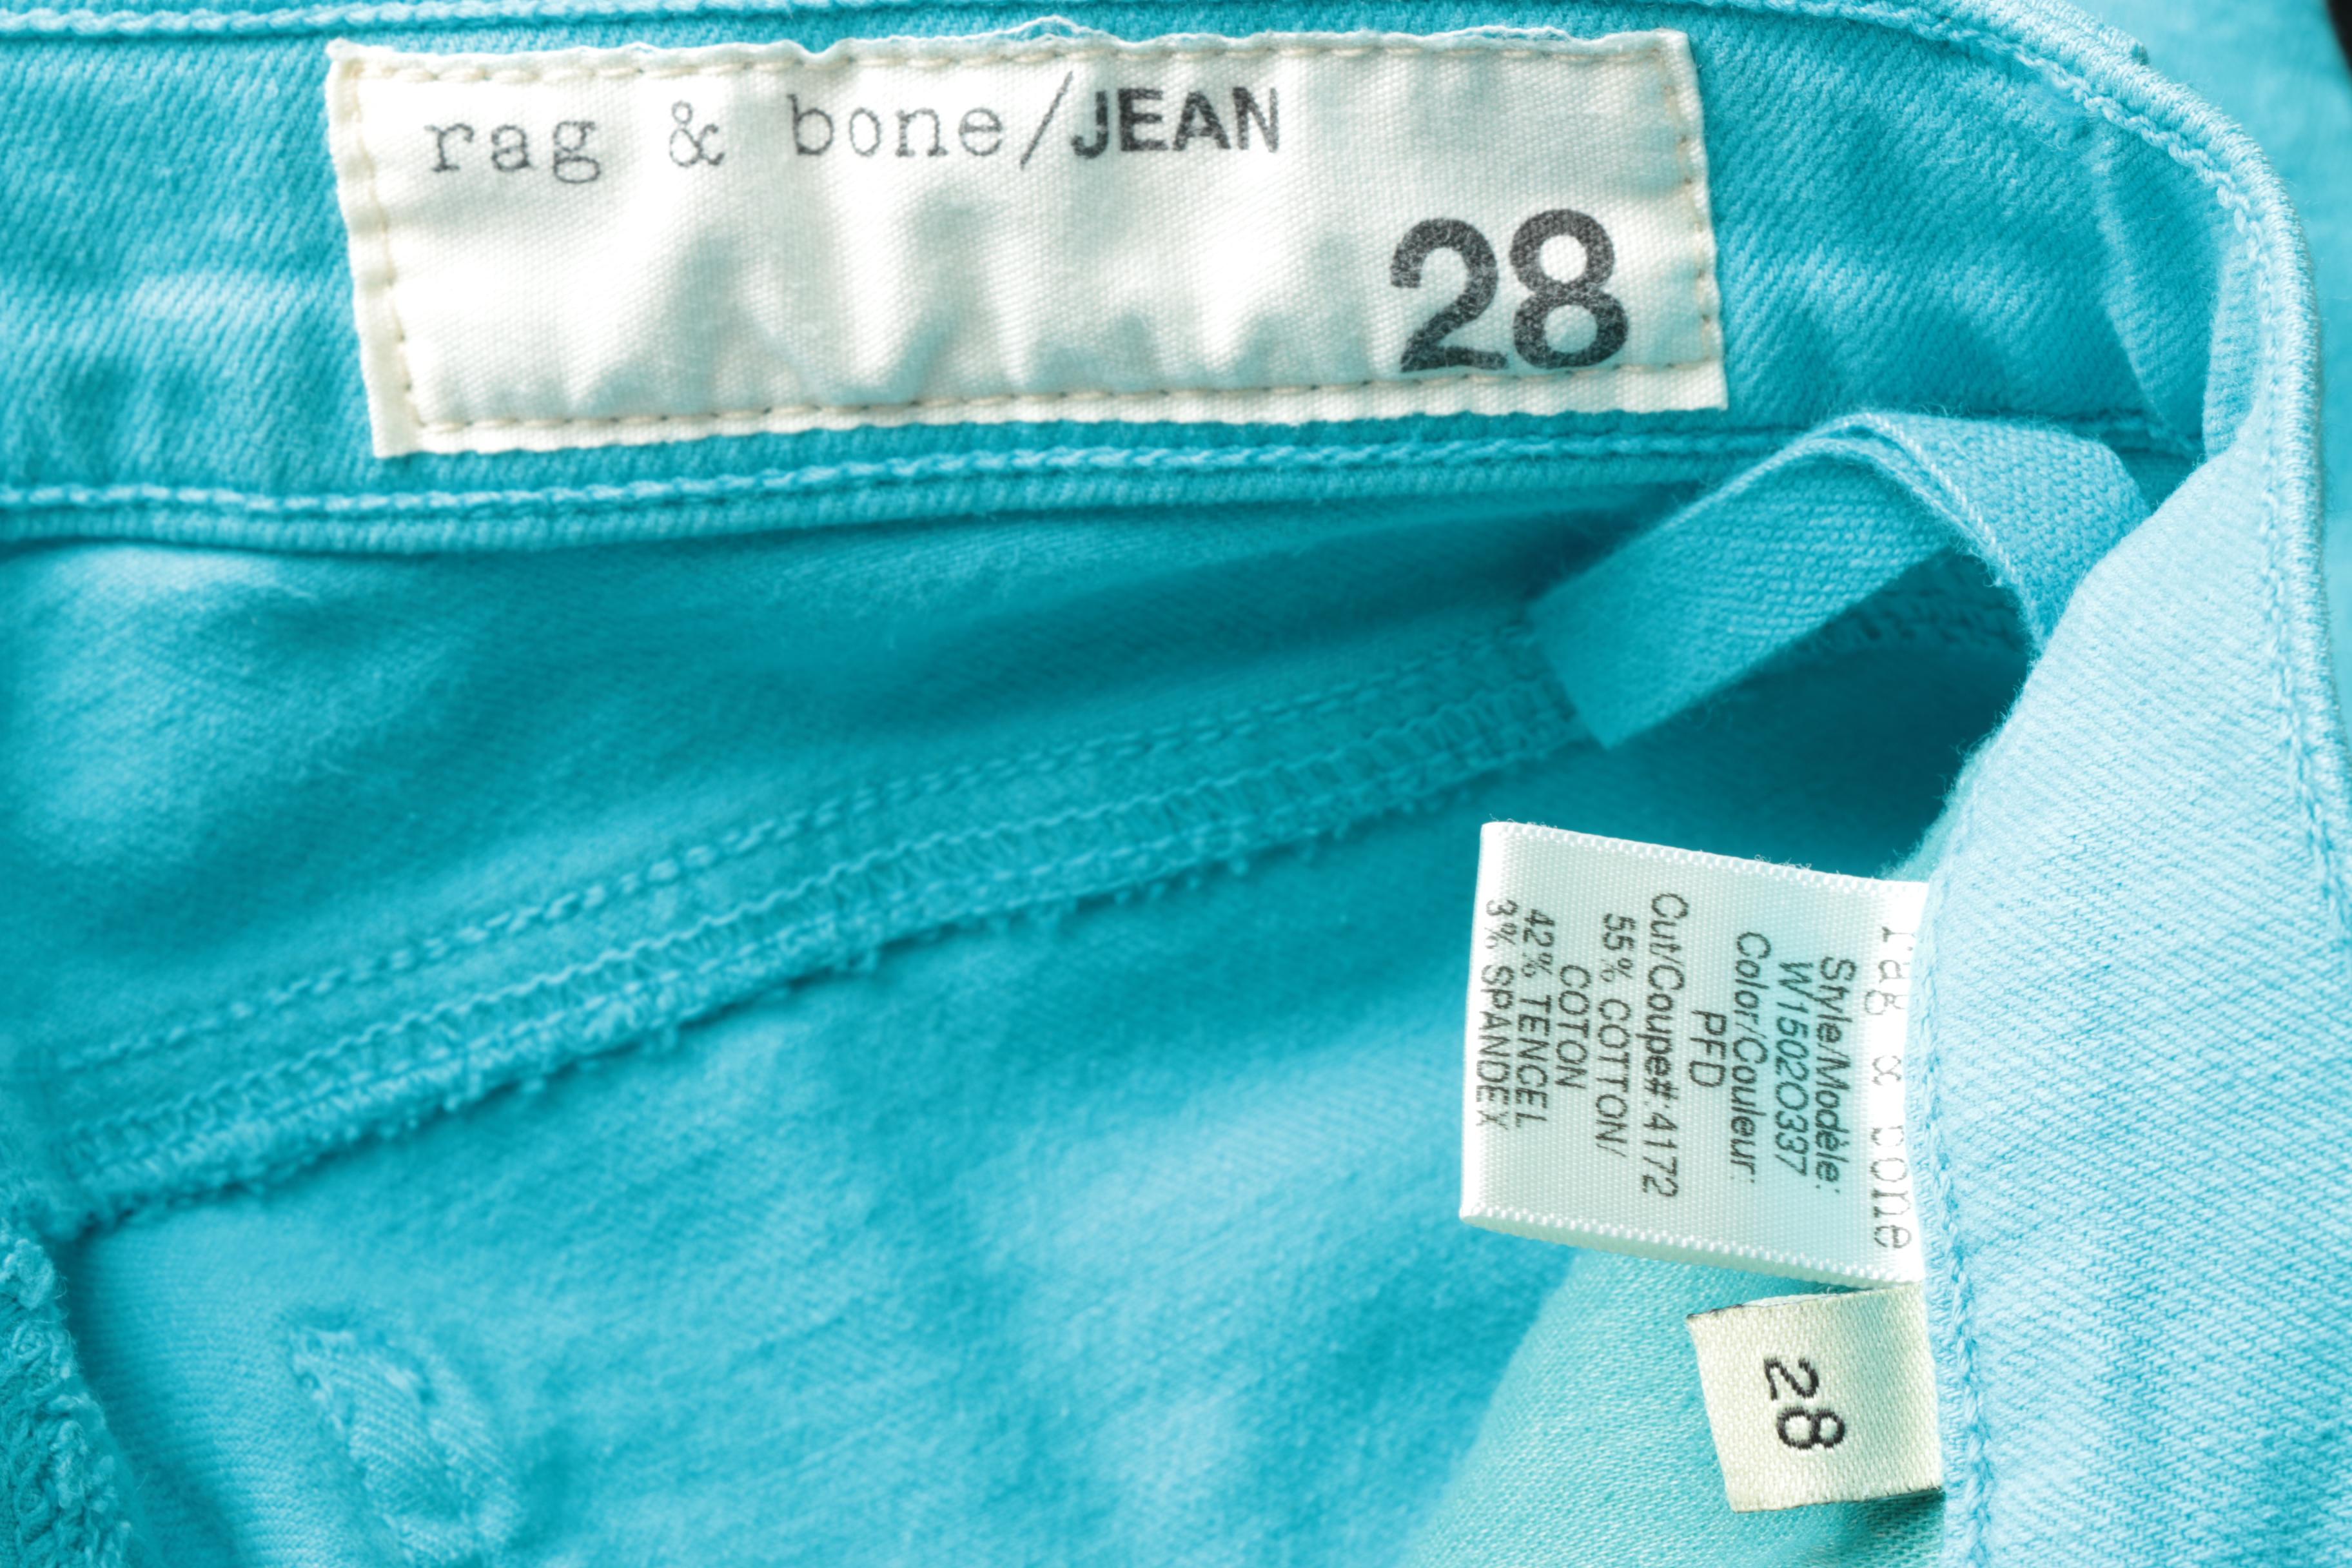 rag & bone/JEAN
28
rag & bone
Style/Modèle:
W1502O337
Color/Couleur:
PFD
Cut/Coupe#:4172
55% COTTON/
COTON
42% TENCEL
3% SPANDEX
28